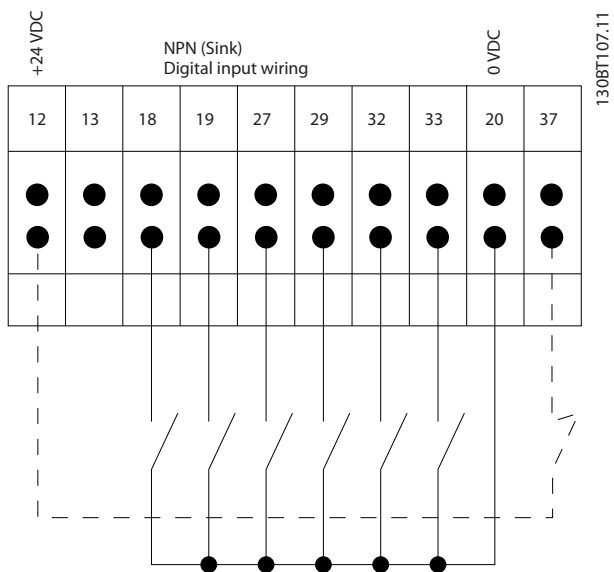 +24 VDC
NPN (Sink)
Digital input wiring
0 VDC
130BT107.11
12 13 18 19 27 29 32 33 20 37